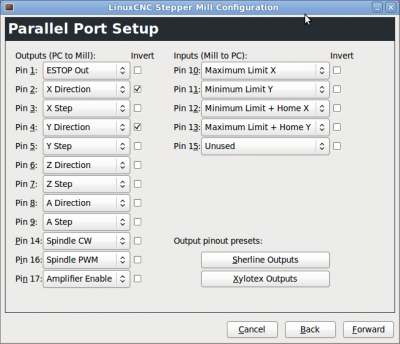 LinuxCNC Stepper Mill Configuration
Parallel Port Setup
Outputs (PC to Mill): Invert Inputs (Mill to PC): Invert
Pin 1: ESTOP Out Pin 10: Maximum Limit X
Pin 2: X Direction Pin 11: Minimum Limit Y
Pin 3: X Step Pin 12: Minimum Limit + Home X
Pin 4: Y Direction Pin 13: Maximum Limit + Home Y
Pin 5: Y Step Pin 15: Unused
Pin 6: Z Direction
Pin 7: Z Step
Pin 8: A Direction
Pin 9: A Step
Pin 14: Spindle CW Output pinout presets:
Pin 16: Spindle PWM Sherline Outputs
Pin 17: Amplifier Enable Xylotex Outputs
Cancel Back Forward